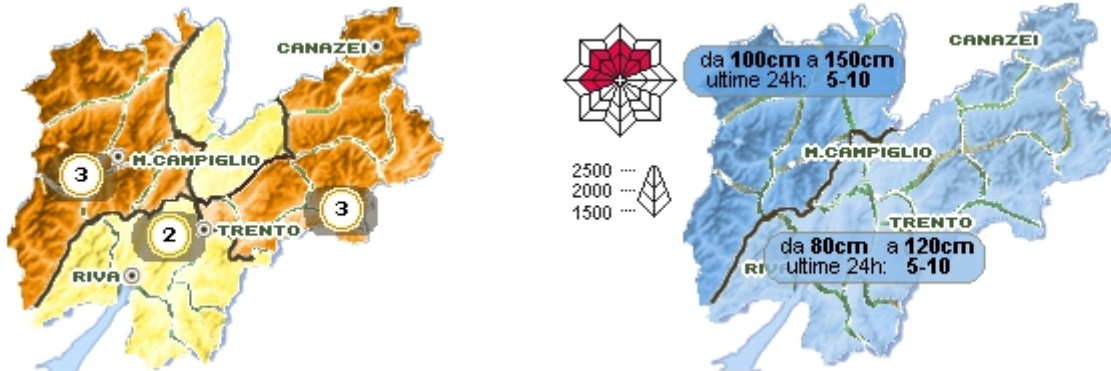 CANAZEI
M.CAMPIGLIO
3
3
2
TRENTO
RIVA
2500
2000
1500
CANAZEI
da 100cm a 150cm
ultime 24h: 5-10
M.CAMPIGLIO
TRENTO
da 80cm a 120cm
RIV
ultime 24h: 5-10